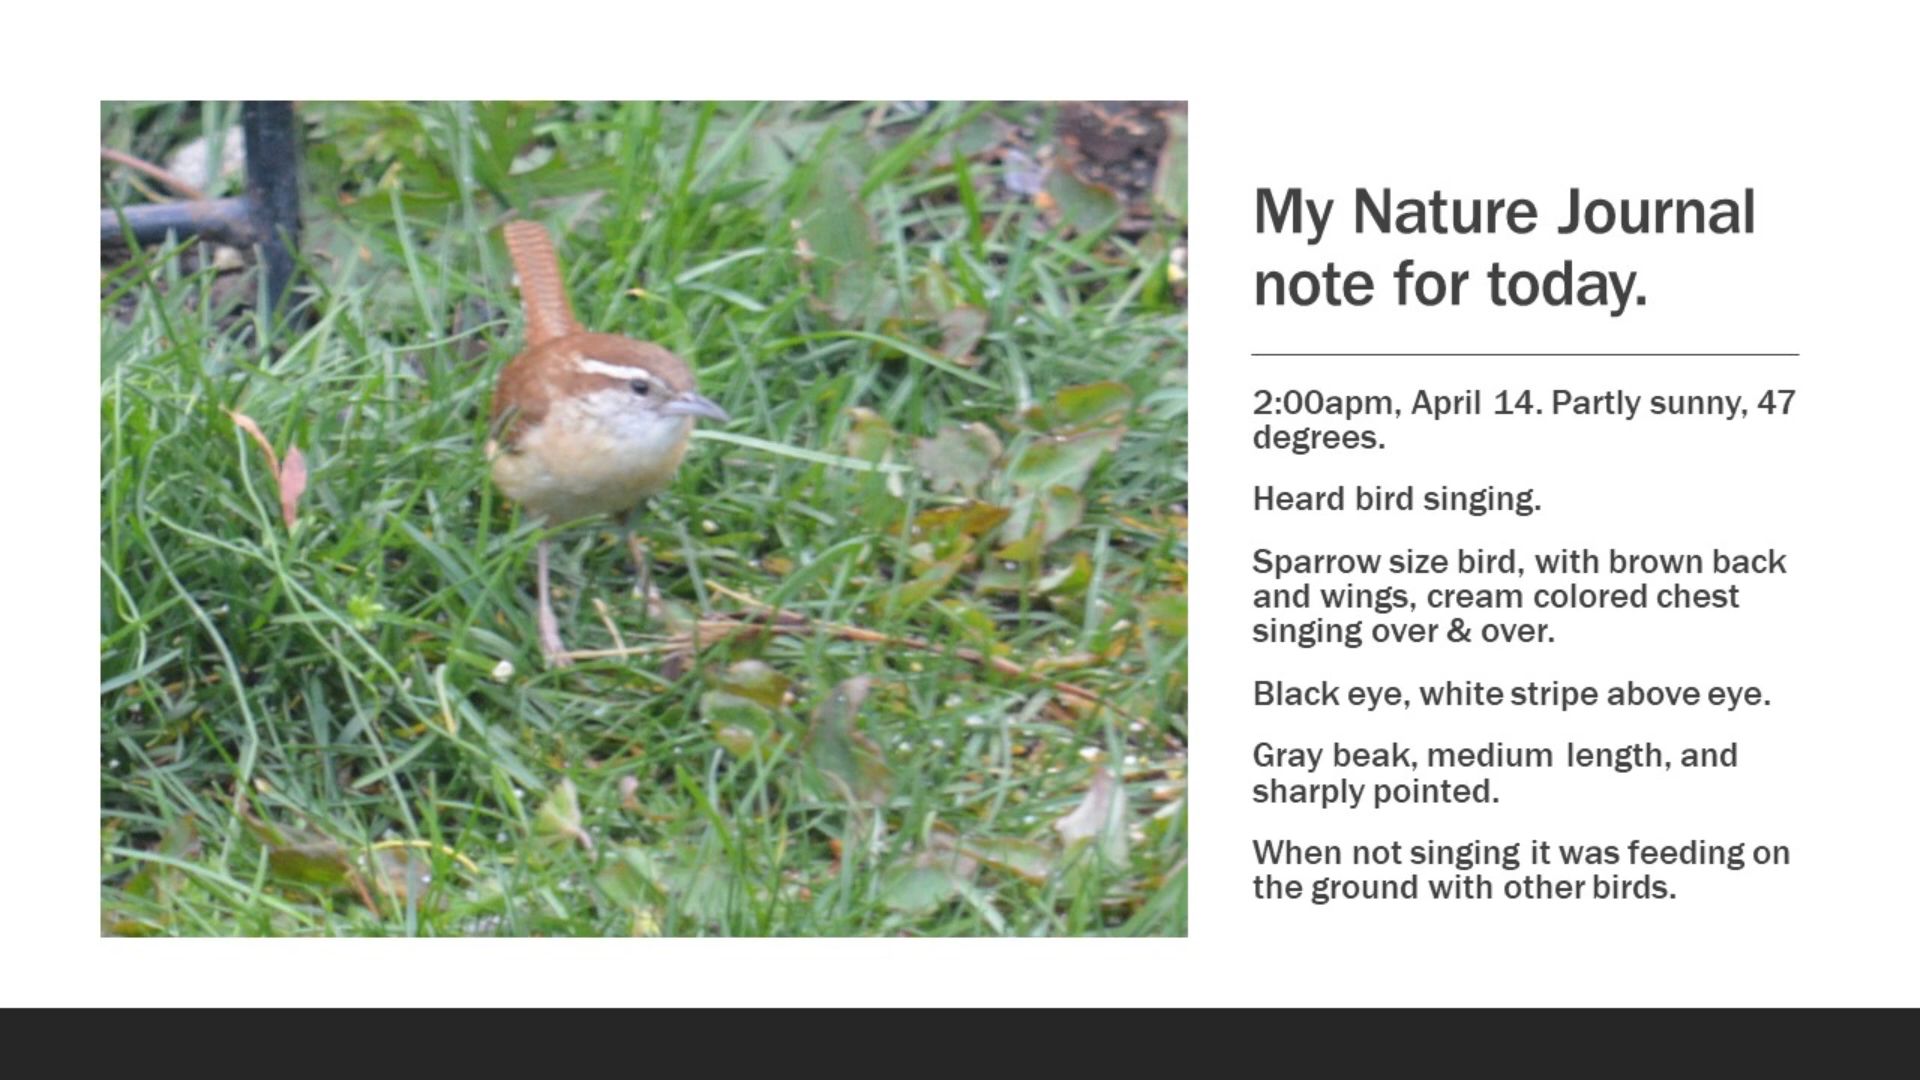 My Nature Journal
note for today.
2:00apm, April 14. Partly sunny, 47
degrees.
Heard bird singing.
Sparrow size bird, with brown back
and wings, cream colored chest
singing over & over.
Black eye, white stripe above eye.
Gray beak, medium length, and
sharply pointed.
When not singing it was feeding on
the ground with other birds.